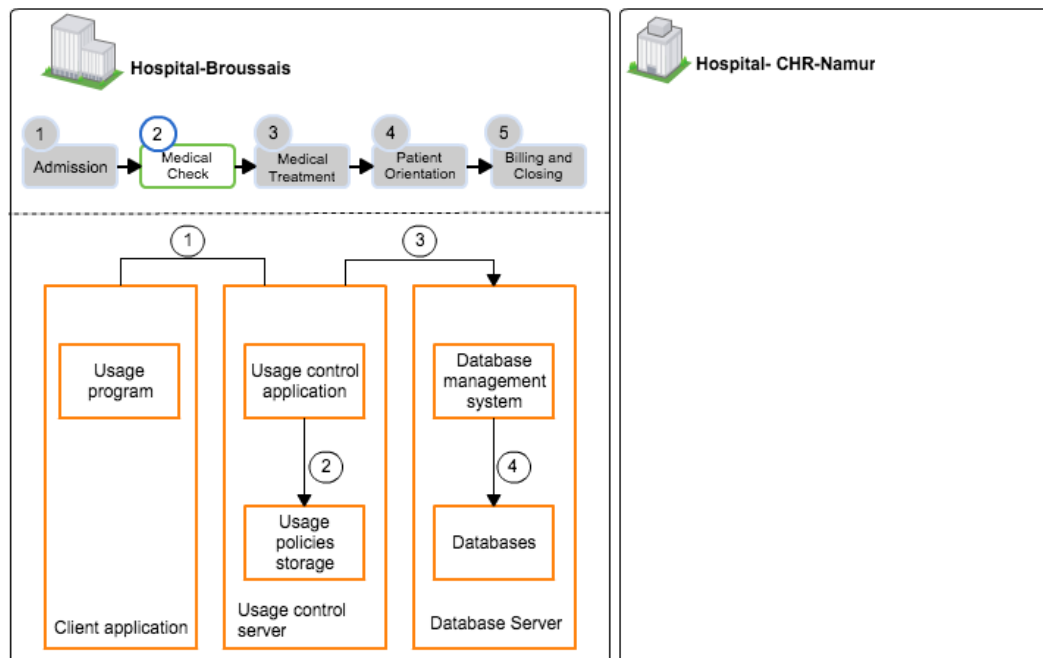 Hospital-Broussais
Hospital- CHR-Namur
1
2
3
4
5
Admission
Medical
Check
Medical
Treatment
Patient
Orientation
Billing and
Closing
1
3
Usage
program
Usage control
application
Database
management
system
2
4
Usage
policies
storage
Databases
Client application
Usage control
server
Database Server